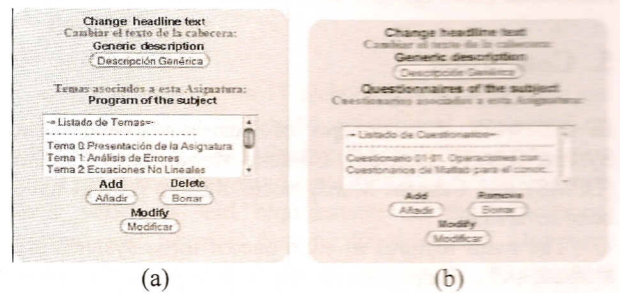 Change headline text
Cambiar el texto de la cabecera:
Generic description
Descripción Genérica
Temas asociados a esta Asignatura:
Program of the subject
-= Listado de Temas=-
Tema 0: Presentación de la Asignatura
Tema 1: Análisis de Errores
Tema 2: Ecuaciones No Lineales
Add Delete
Añadir Borrar
Modify
Modificar
(a)
Change headline text
Cambiar el texto de la cabecera:
Generic description
Descripción Genérica
Questionnaires of the subject
Cuestionarios asociados a esta Asignatura:
-= Listado de Cuestionarios=-
Cuestionario 01-01. Operaciones con...
Cuestionarios de Matlab para el conoc...
Add Remove
Añadir Borrar
Modify
Modificar
(b)